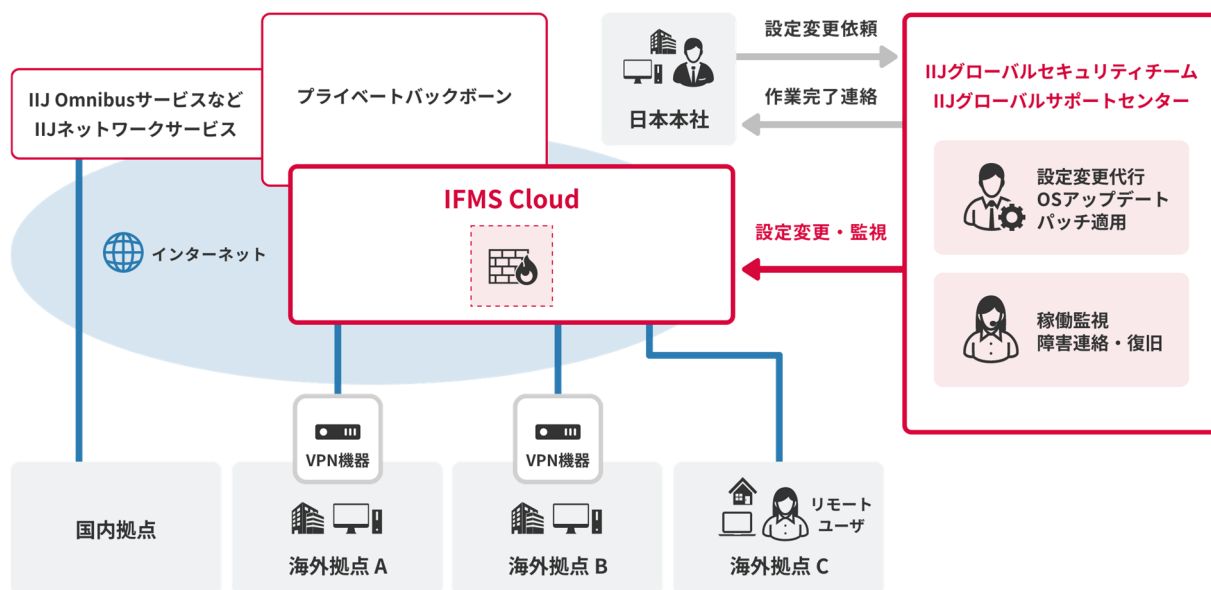 IIJ Omnibusサービスなど
IIJネットワークサービス
プライベートバックボーン
日本本社
設定変更依頼
作業完了連絡
IIJグローバルセキュリティチーム
IIJグローバルサポートセンター
設定変更代行
OSアップデート
パッチ適用
稼働監視
障害連絡・復旧
設定変更・監視
IFMS Cloud
インターネット
VPN機器
VPN機器
国内拠点
海外拠点 A
海外拠点 B
リモート
ユーザ
海外拠点 C